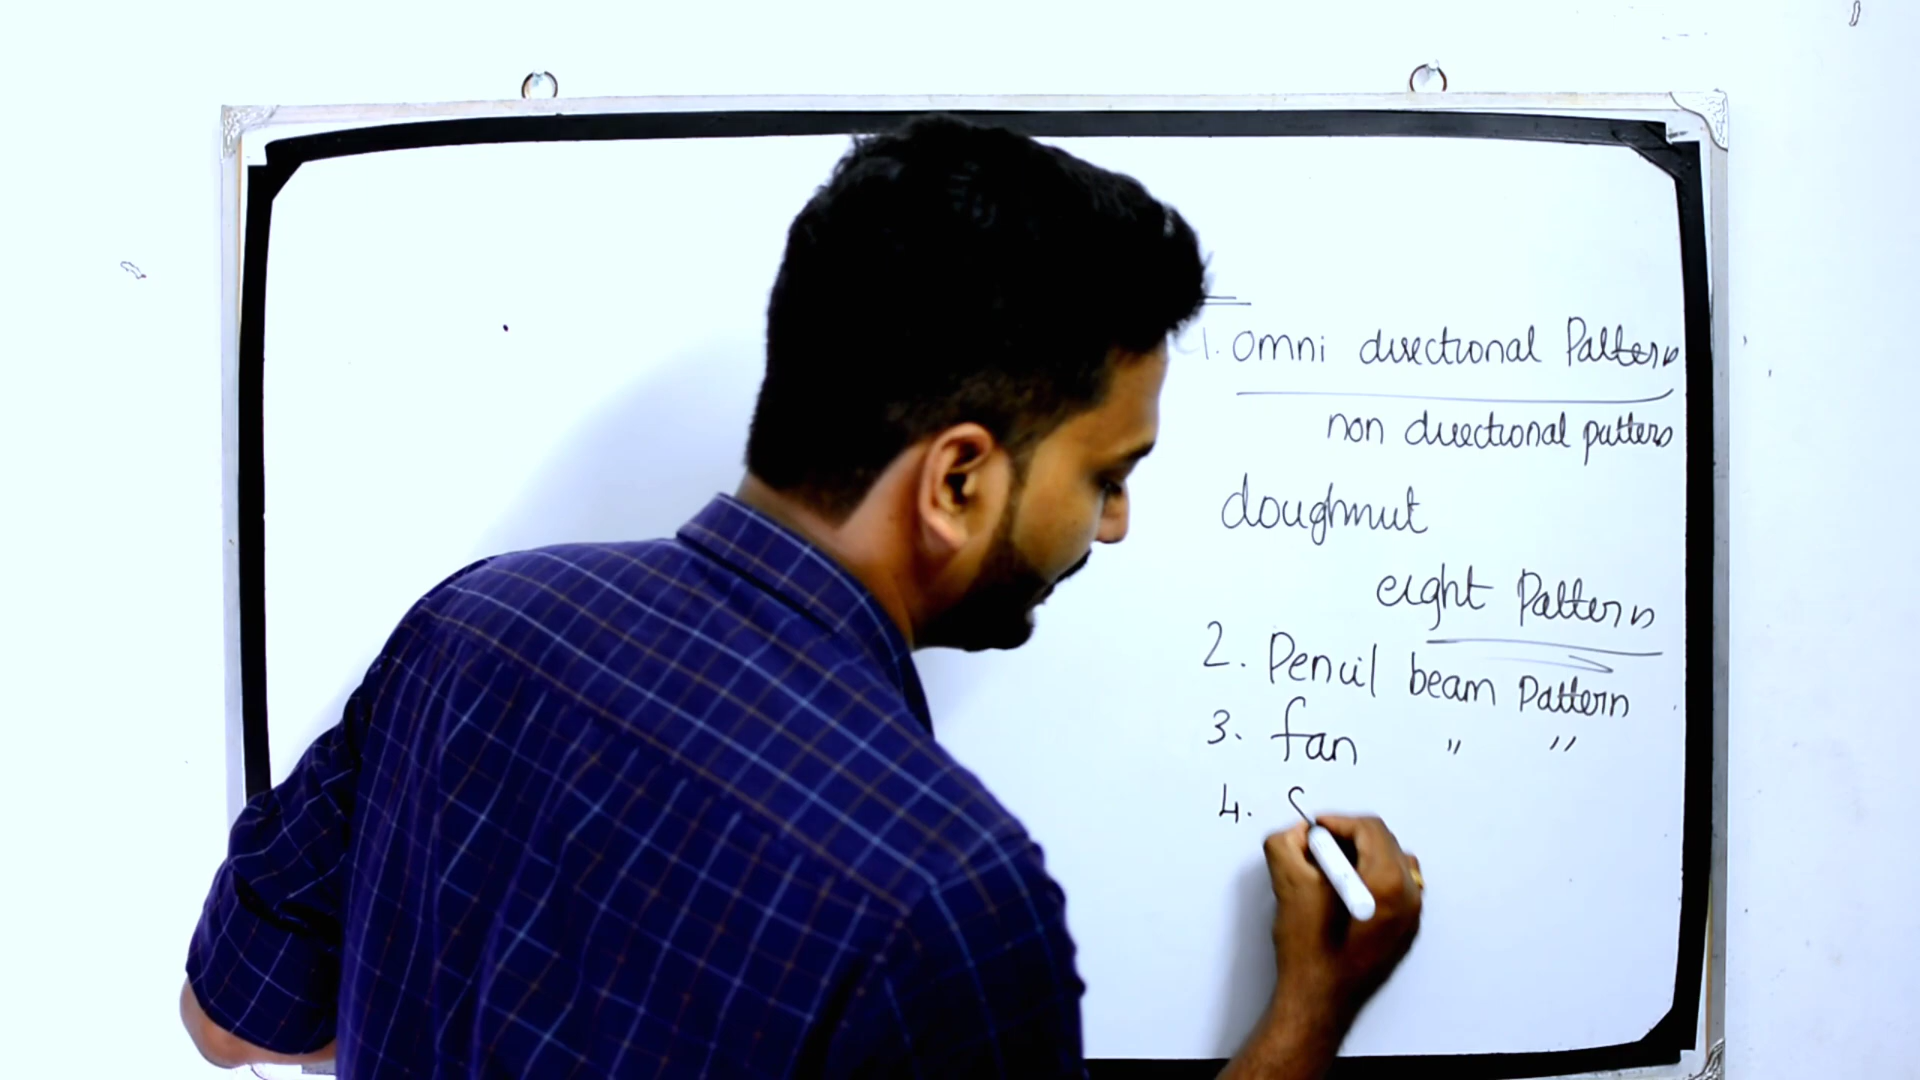 1. omni directional Pattern
non directional pattern
doughnut
eight Pattern
2. Pencil beam Pattern
3. fan " "
4. S